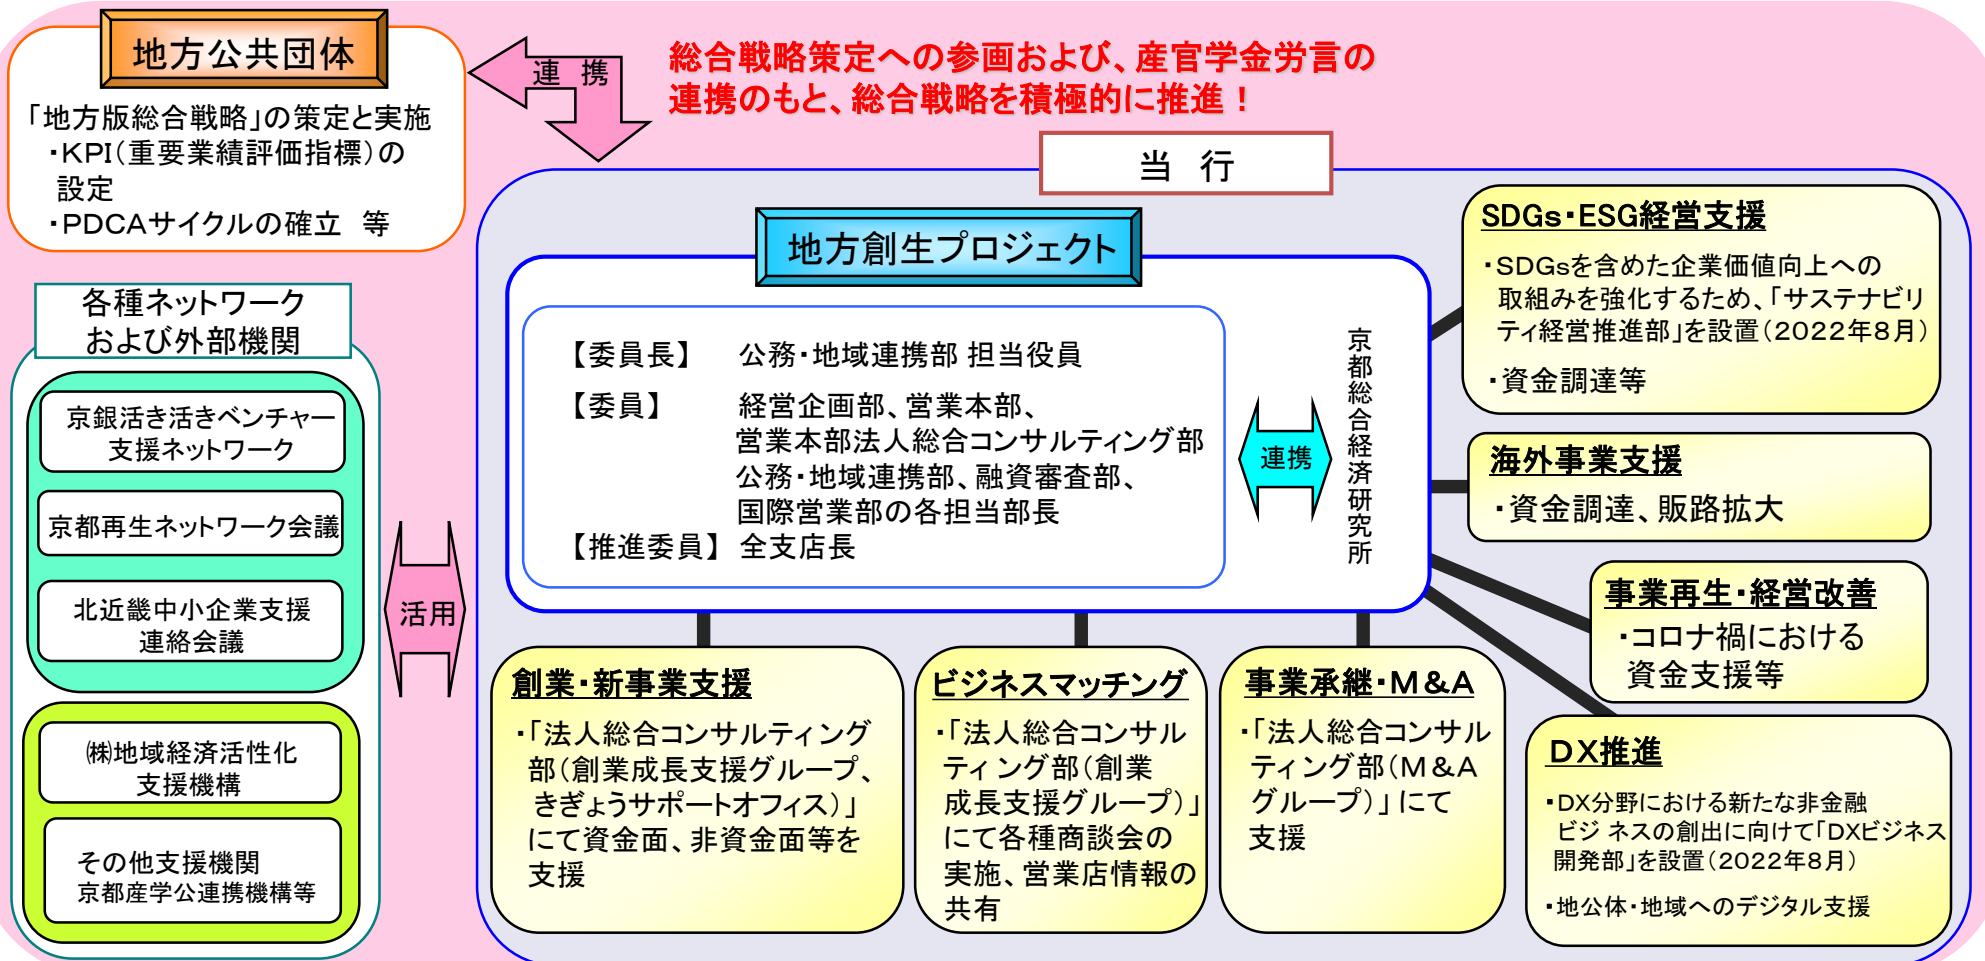 地方公共団体
「地方版総合戦略」の策定と実施
・KPI(重要業績評価指標)の
設定
・PDCAサイクルの確立　等
連　携
総合戦略策定への参画および、産官学金労言の
連携のもと、総合戦略を積極的に推進！
当　行
地方創生プロジェクト
【委員長】　公務・地域連携部 担当役員
【委員】　経営企画部、営業本部、
営業本部法人総合コンサルティング部
公務・地域連携部、融資審査部、
国際営業部の各担当部長
【推進委員】 全支店長
連携
京都総合経済研究所
各種ネットワーク
および外部機関
京銀活き活きベンチャー
支援ネットワーク
京都再生ネットワーク会議
北近畿中小企業支援
連絡会議
㈱地域経済活性化
支援機構
その他支援機関
京都産学公連携機構等
活用
SDGs・ESG経営支援
・SDGsを含めた企業価値向上への
取組みを強化するため、「サステナビリ
ティ経営推進部」を設置(2022年8月)
・資金調達等
海外事業支援
・資金調達、販路拡大
事業再生・経営改善
・コロナ禍における
資金支援等
DX推進
・DX分野における新たな非金融
ビジ ネスの創出に向けて「DXビジネス
開発部」を設置(2022年8月)
・地公体・地域へのデジタル支援
創業・新事業支援
・「法人総合コンサルティング
部(創業成長支援グループ、
きぎょうサポートオフィス)」
にて資金面、非資金面等を
支援
ビジネスマッチング
・「法人総合コンサル
ティング部(創業
成長支援グループ)」
にて各種商談会の
実施、営業店情報の
共有
事業承継・M&A
・「法人総合コンサル
ティング部(M&A
グループ)」にて
支援